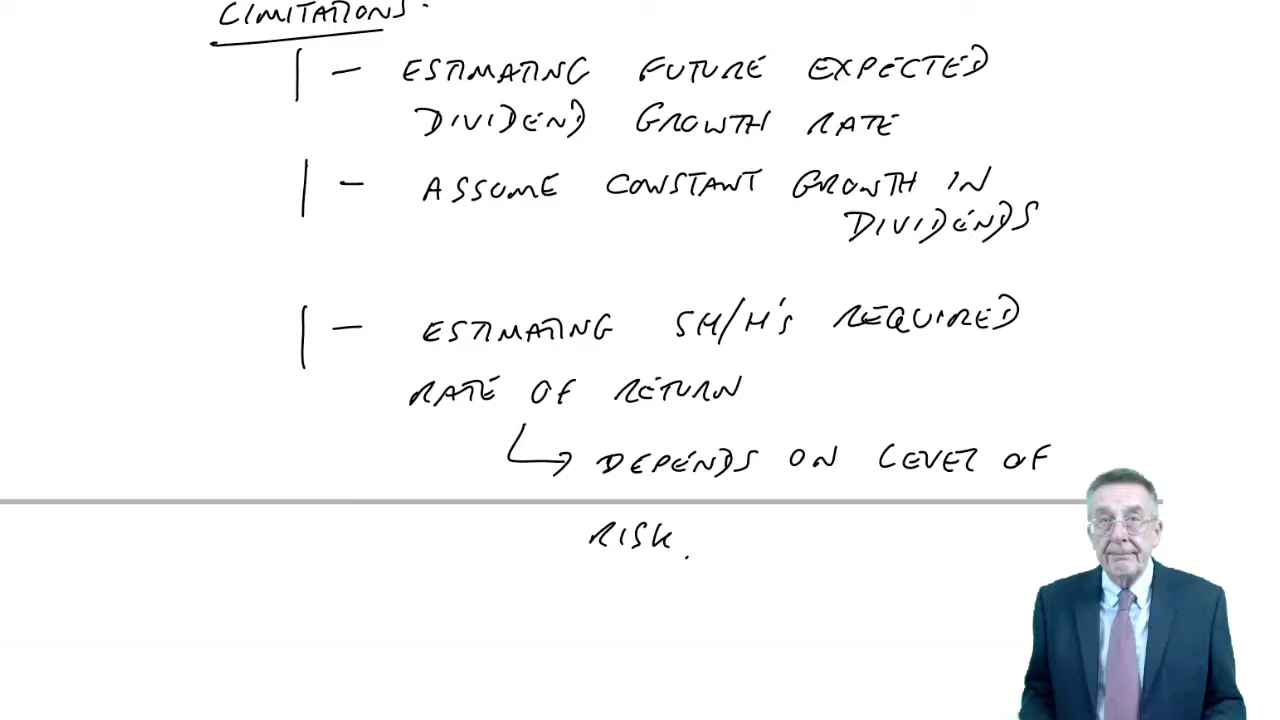 LIMITATIONS.
- ESTIMATING FUTURE EXPECTED
DIVIDEND GROWTH RATE
- ASSUME CONSTANT GROWTH IN
DIVIDENDS
- ESTIMATING SH/H'S REQUIRED
RATE OF RETURN
↳ DEPENDS ON LEVEL OF
RISK.